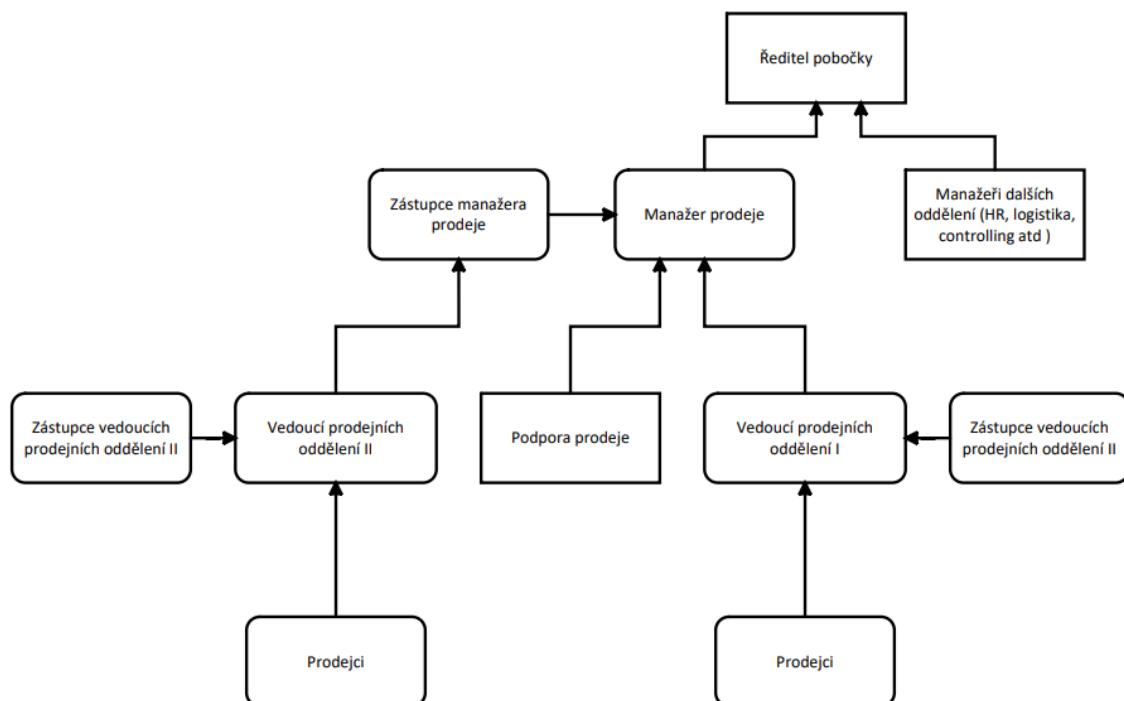 Ředitel pobočky
Zástupce manažera
prodeje
Manažer prodeje
Manažeři dalších
oddělení (HR, logistika,
controlling atd )
Zástupce vedoucích
prodejních oddělení II
Vedoucí prodejních
oddělení II
Podpora prodeje
Vedoucí prodejních
oddělení I
Zástupce vedoucích
prodejních oddělení II
Prodejci
Prodejci